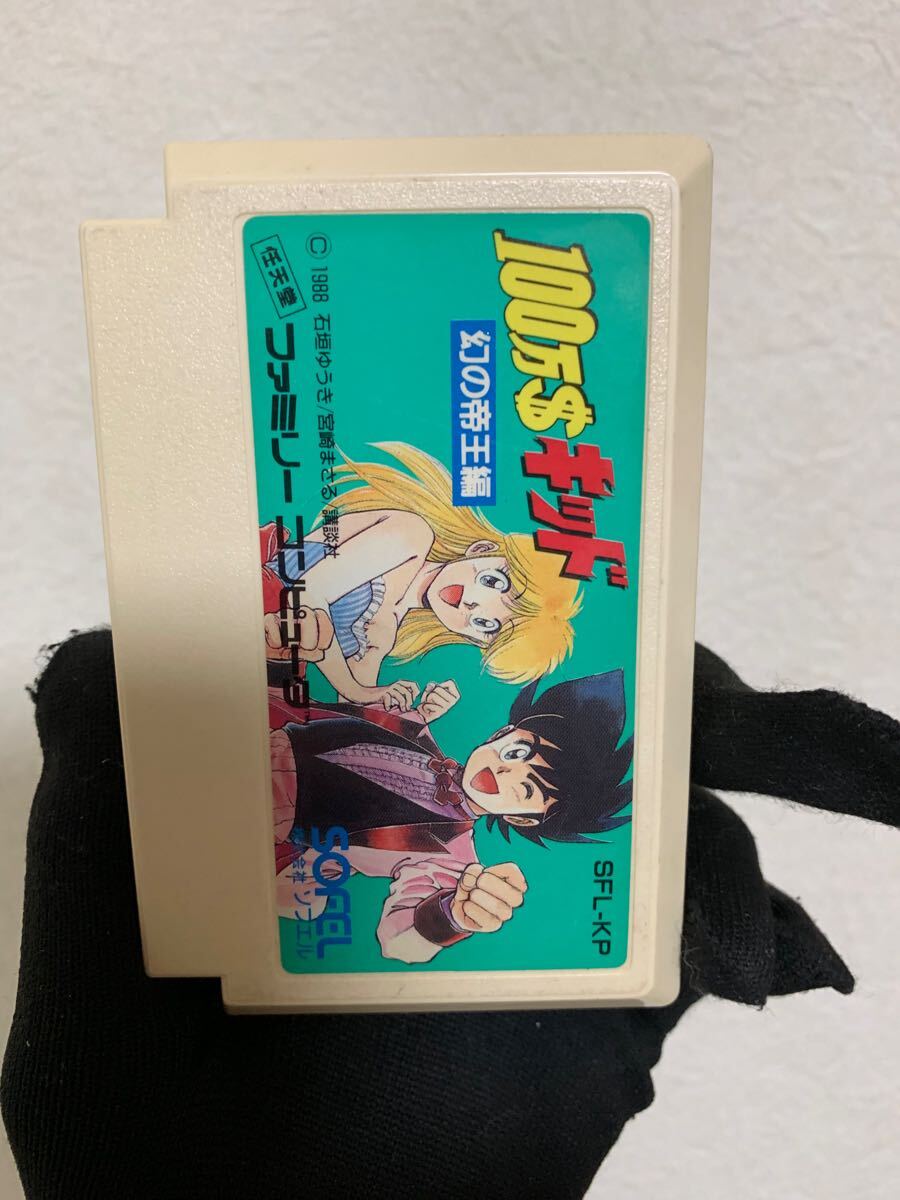 100万$キッド
幻の帝王編
© 1988 石垣ゆうき/宮崎まさる/講談社
任天堂 ファミリー コンピュータ
SFL-KP
SOFEL
株式会社 ソフエル